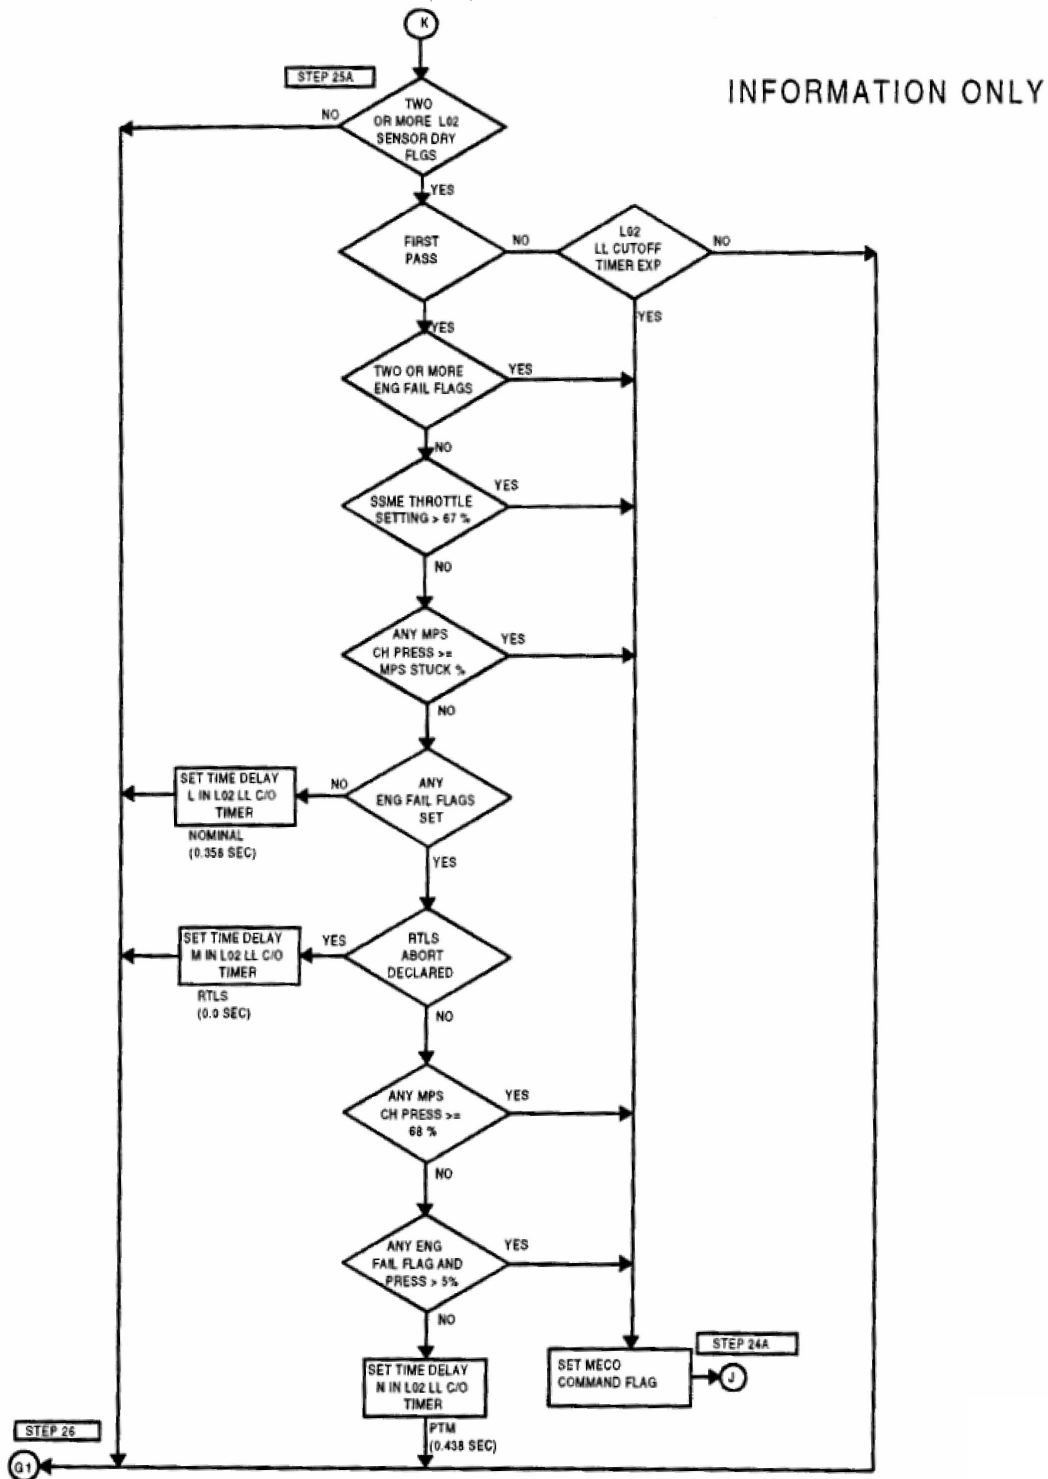 K
STEP 25A
INFORMATION ONLY
TWO
OR MORE L02
SENSOR DRY
FLGS
NO
YES
FIRST
PASS
NO
L02
LL CUTOFF
TIMER EXP
NO
YES
YES
TWO OR MORE
ENG FAIL FLAGS
YES
NO
SSME THROTTLE
SETTING > 67 %
YES
NO
ANY MPS
CH PRESS >=
MPS STUCK %
YES
NO
SET TIME DELAY
L IN L02 LL C/O
TIMER
NO
ANY
ENG FAIL FLAGS
SET
NOMINAL
(0.358 SEC)
YES
SET TIME DELAY
M IN L02 LL C/O
TIMER
YES
RTLS
ABORT
DECLARED
RTLS
(0.0 SEC)
NO
ANY MPS
CH PRESS >=
68 %
YES
NO
ANY ENG
FAIL FLAG AND
PRESS > 5%
YES
NO
SET TIME DELAY
N IN L02 LL C/O
TIMER
SET MECO
COMMAND FLAG
STEP 24A
J
PTM
(0.438 SEC)
STEP 26
G1